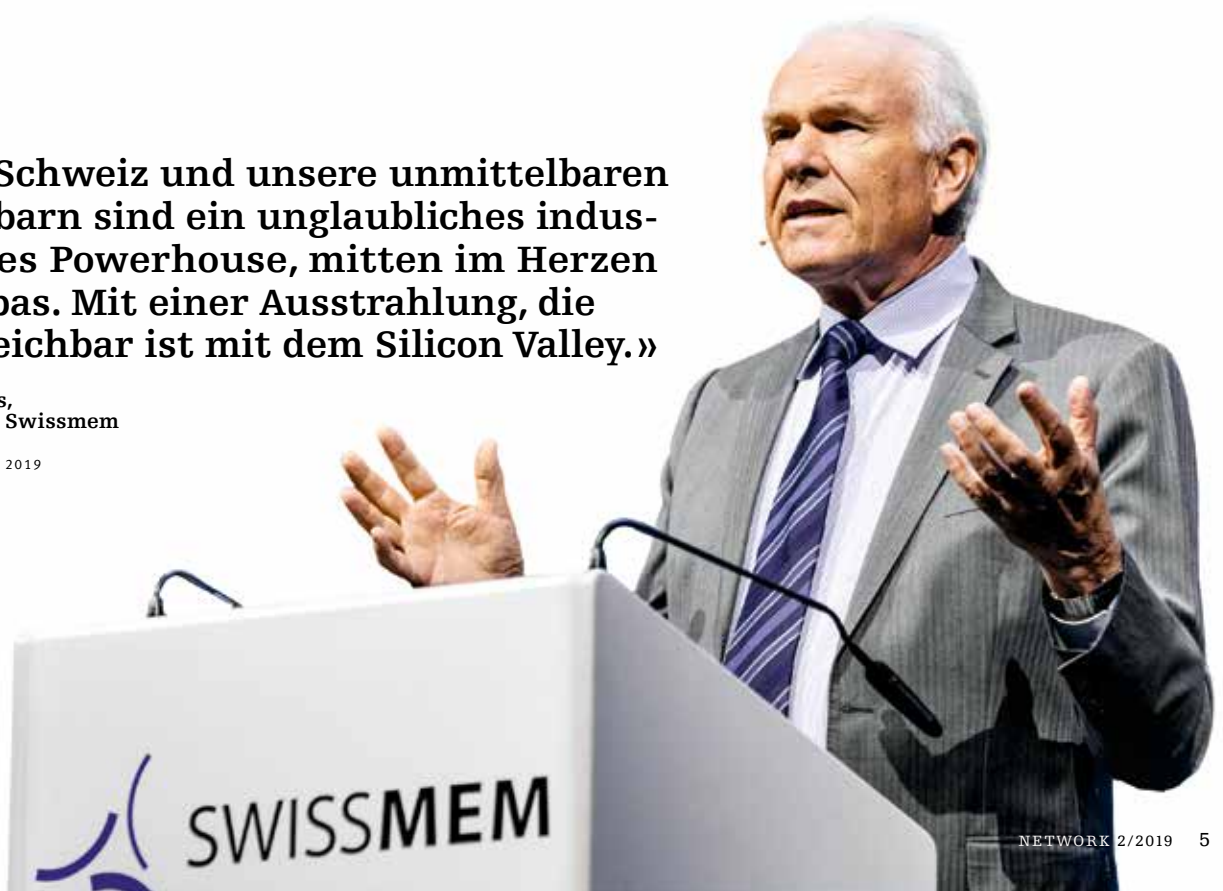 Schweiz und unsere unmittelbaren
barn sind ein unglaubliches indus-
es Powerhouse, mitten im Herzen
pas. Mit einer Ausstrahlung, die
eichbar ist mit dem Silicon Valley.»
s,
Swissmem
2019
SWISSMEM
NETWORK 2/2019 5